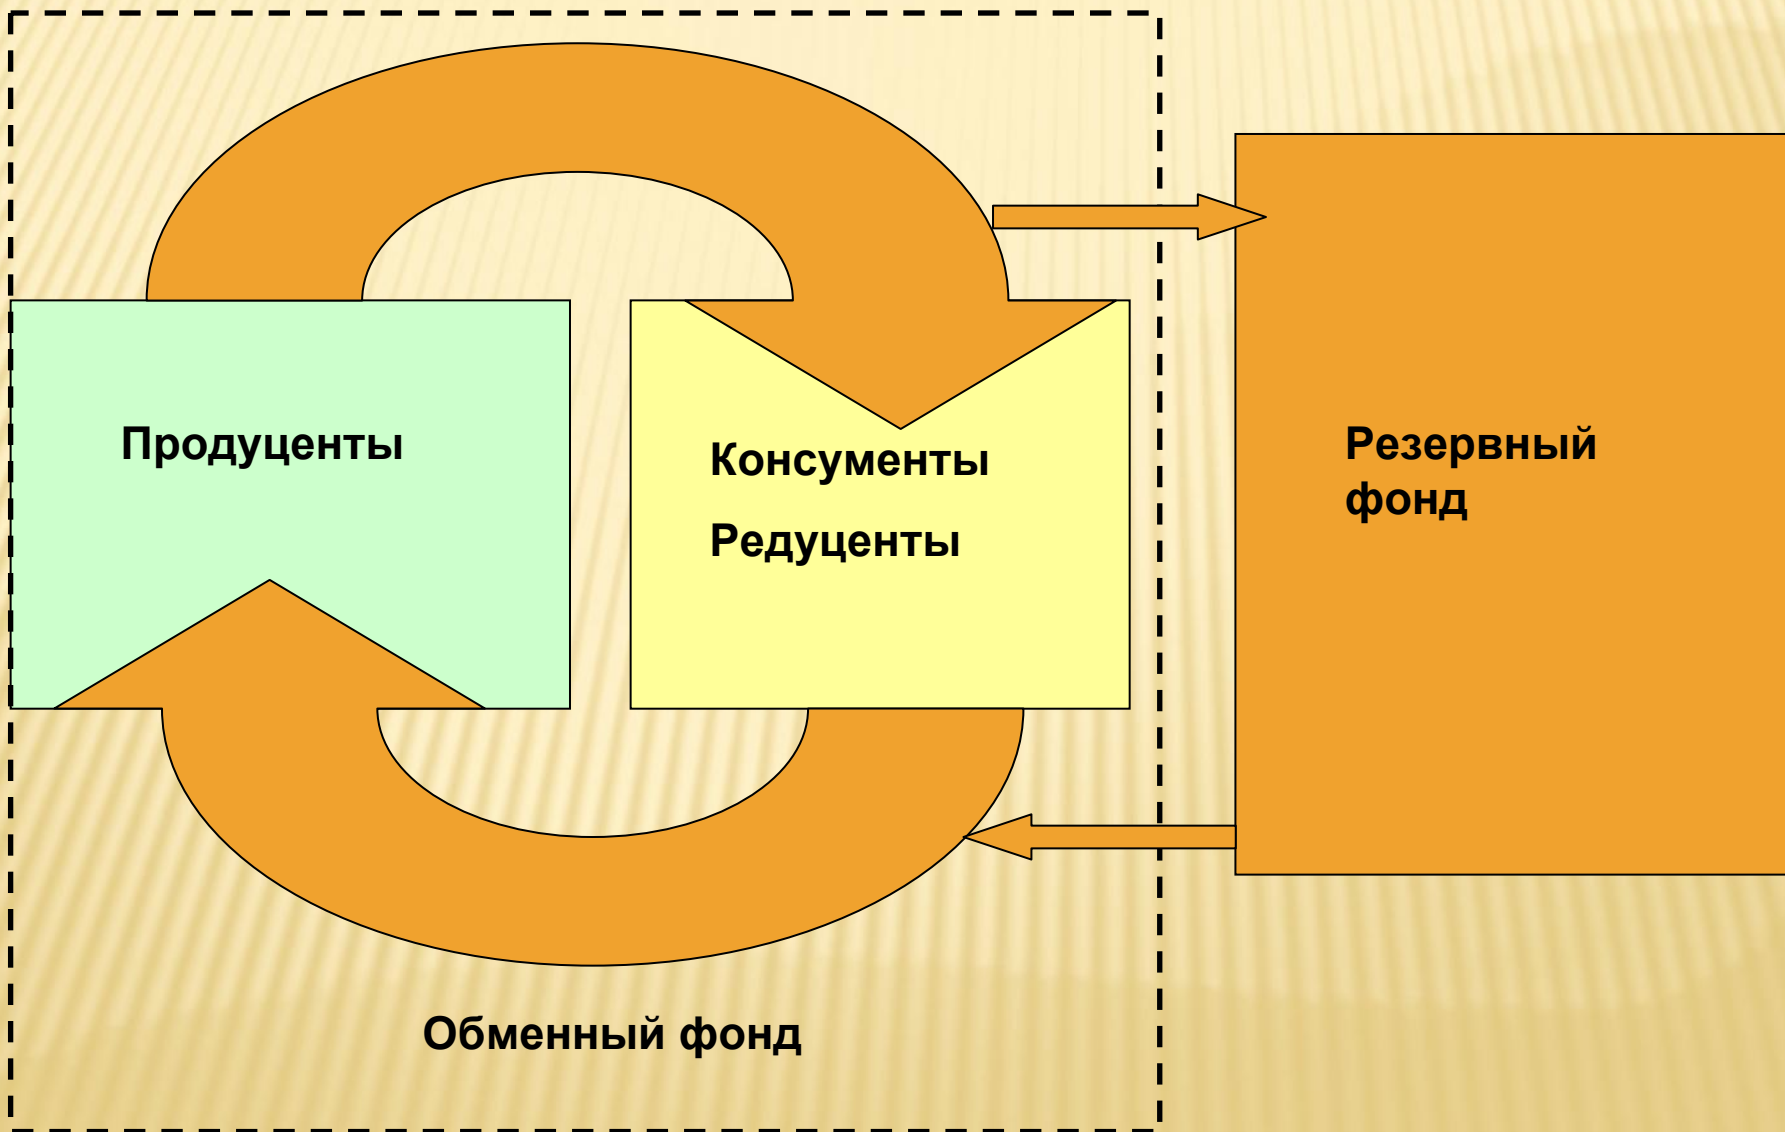 Продуценты
Консументы
Редуценты
Резервный
фонд
Обменный фонд